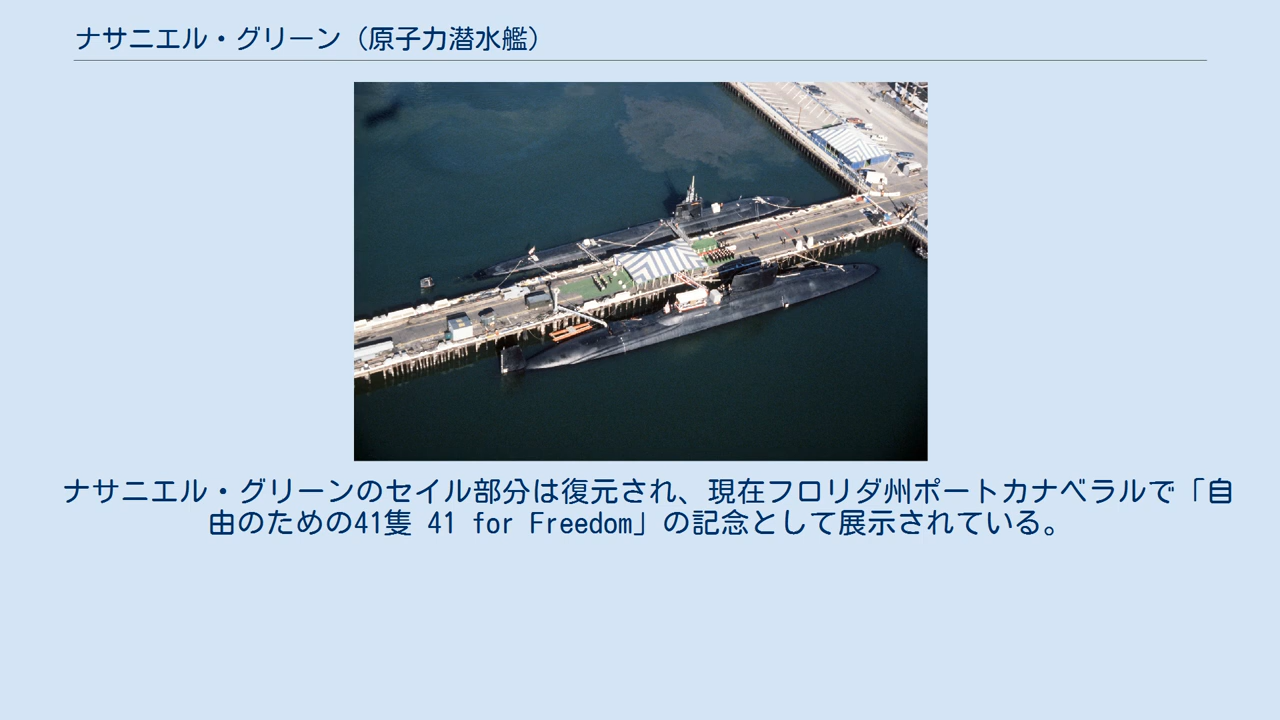 ナサニエル・グリーン（原子力潜水艦）
ナサニエル・グリーンのセイル部分は復元され、現在フロリダ州ポートカナベラルで「自
由のための41隻 41 for Freedom」の記念として展示されている。